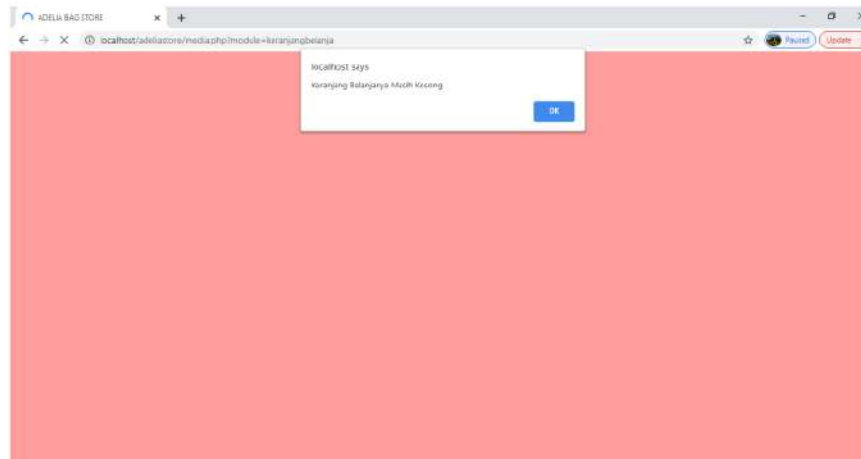 ADELIA BAG STORE
localhost/adeliastore/media.php?module=keranjangbelanja
Paused
Update
localhost says
Keranjang Belanjanya Masih Kosong
OK